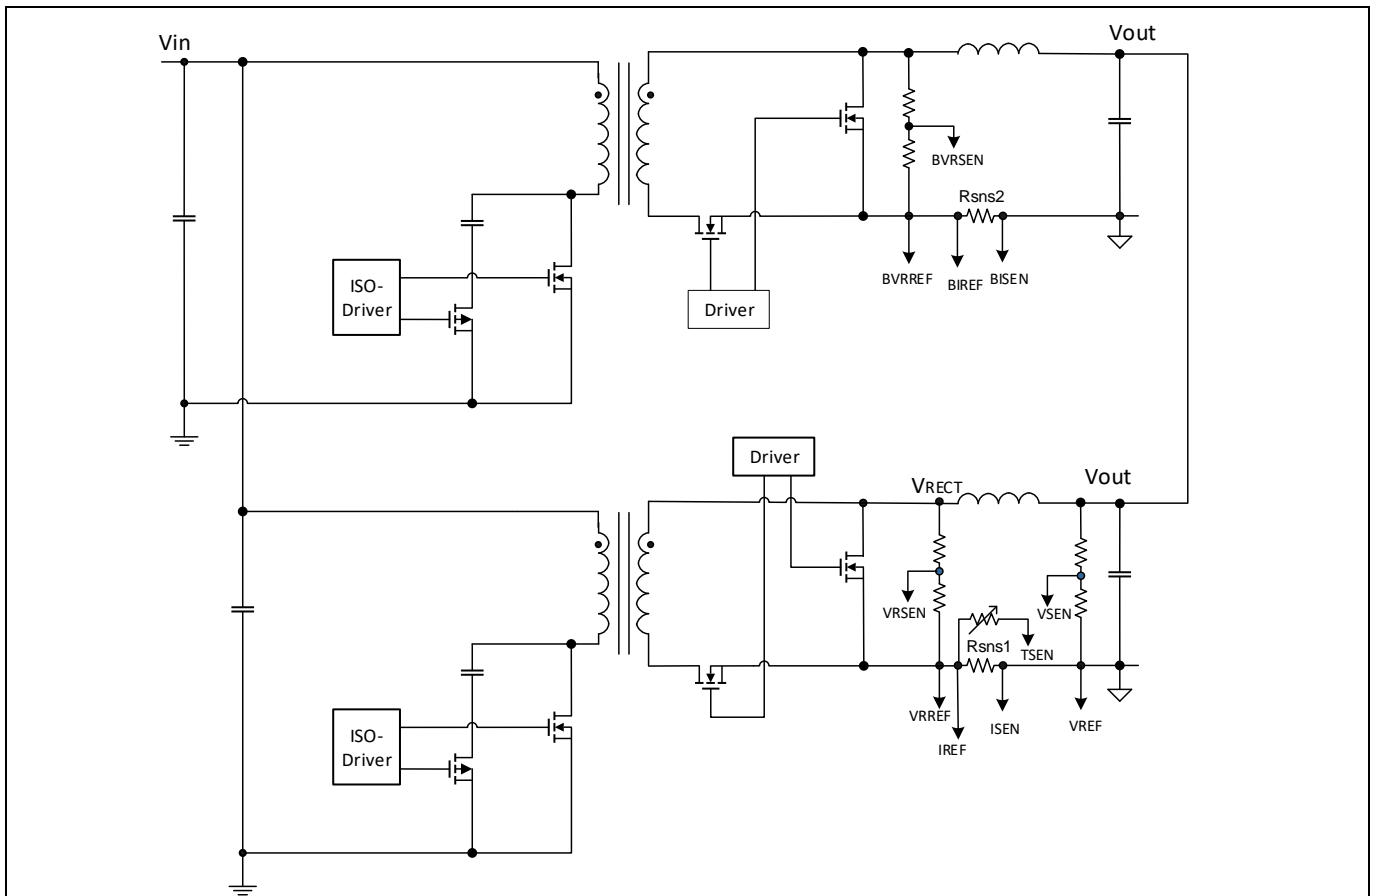 Vin
Vout
BVRSEN
Rsns2
ISO-
Driver
BVRREF
BIREF
BISEN
Driver
Driver
VRECT
Vout
VRSEN
VSEN
Rsns1
TSEN
VRREF
ISEN
VREF
IREF
ISO-
Driver